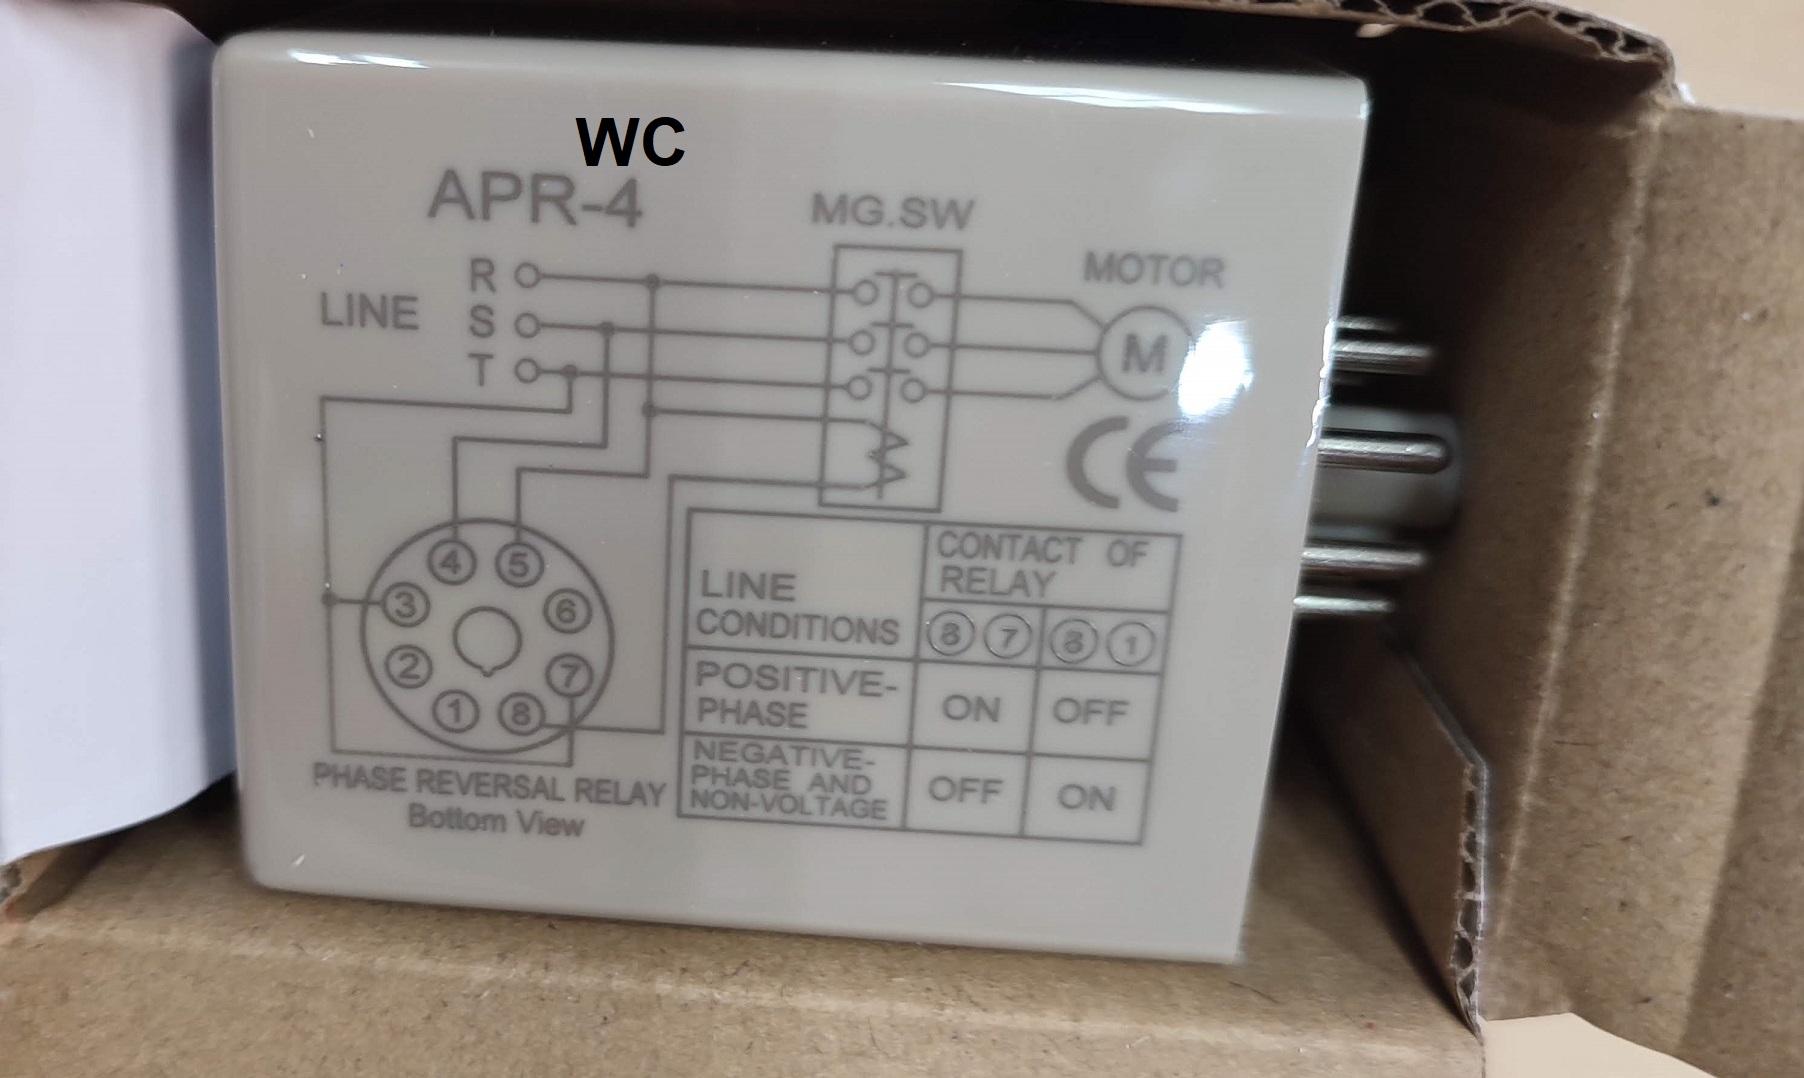 WC
APR-4
MG.SW
MOTOR
LINE
R
S
T
M
CE
4 5
3 6
2 7
1 8
PHASE REVERSAL RELAY
Bottom View
LINE CONDITIONS
CONTACT OF RELAY
8 7 8 1
POSITIVE-PHASE ON OFF
NEGATIVE-PHASE AND NON-VOLTAGE OFF ON